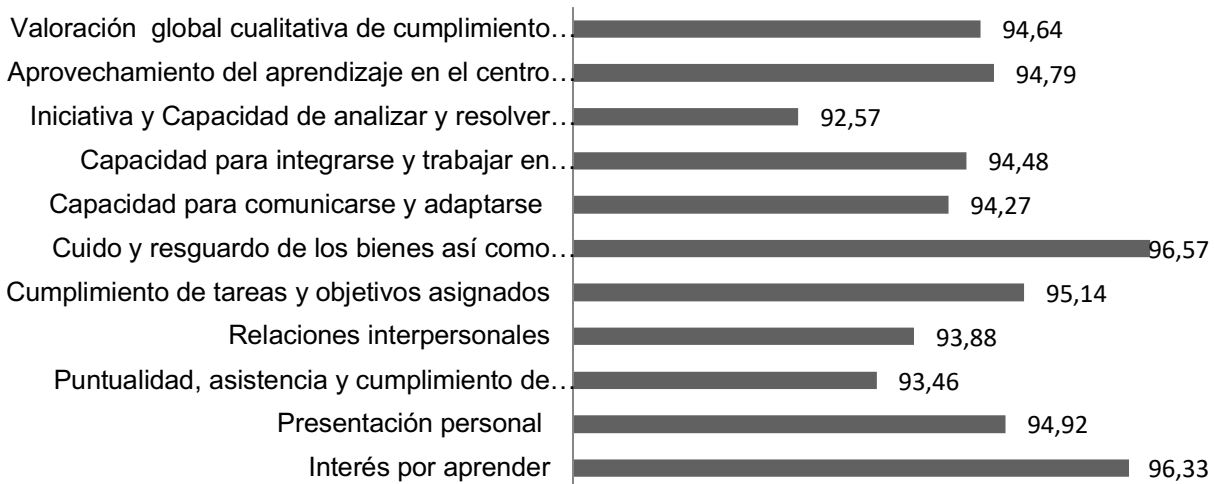 Valoración global cualitativa de cumplimiento… 94,64
Aprovechamiento del aprendizaje en el centro… 94,79
Iniciativa y Capacidad de analizar y resolver… 92,57
Capacidad para integrarse y trabajar en… 94,48
Capacidad para comunicarse y adaptarse 94,27
Cuido y resguardo de los bienes así como… 96,57
Cumplimiento de tareas y objetivos asignados 95,14
Relaciones interpersonales 93,88
Puntualidad, asistencia y cumplimiento de… 93,46
Presentación personal 94,92
Interés por aprender 96,33